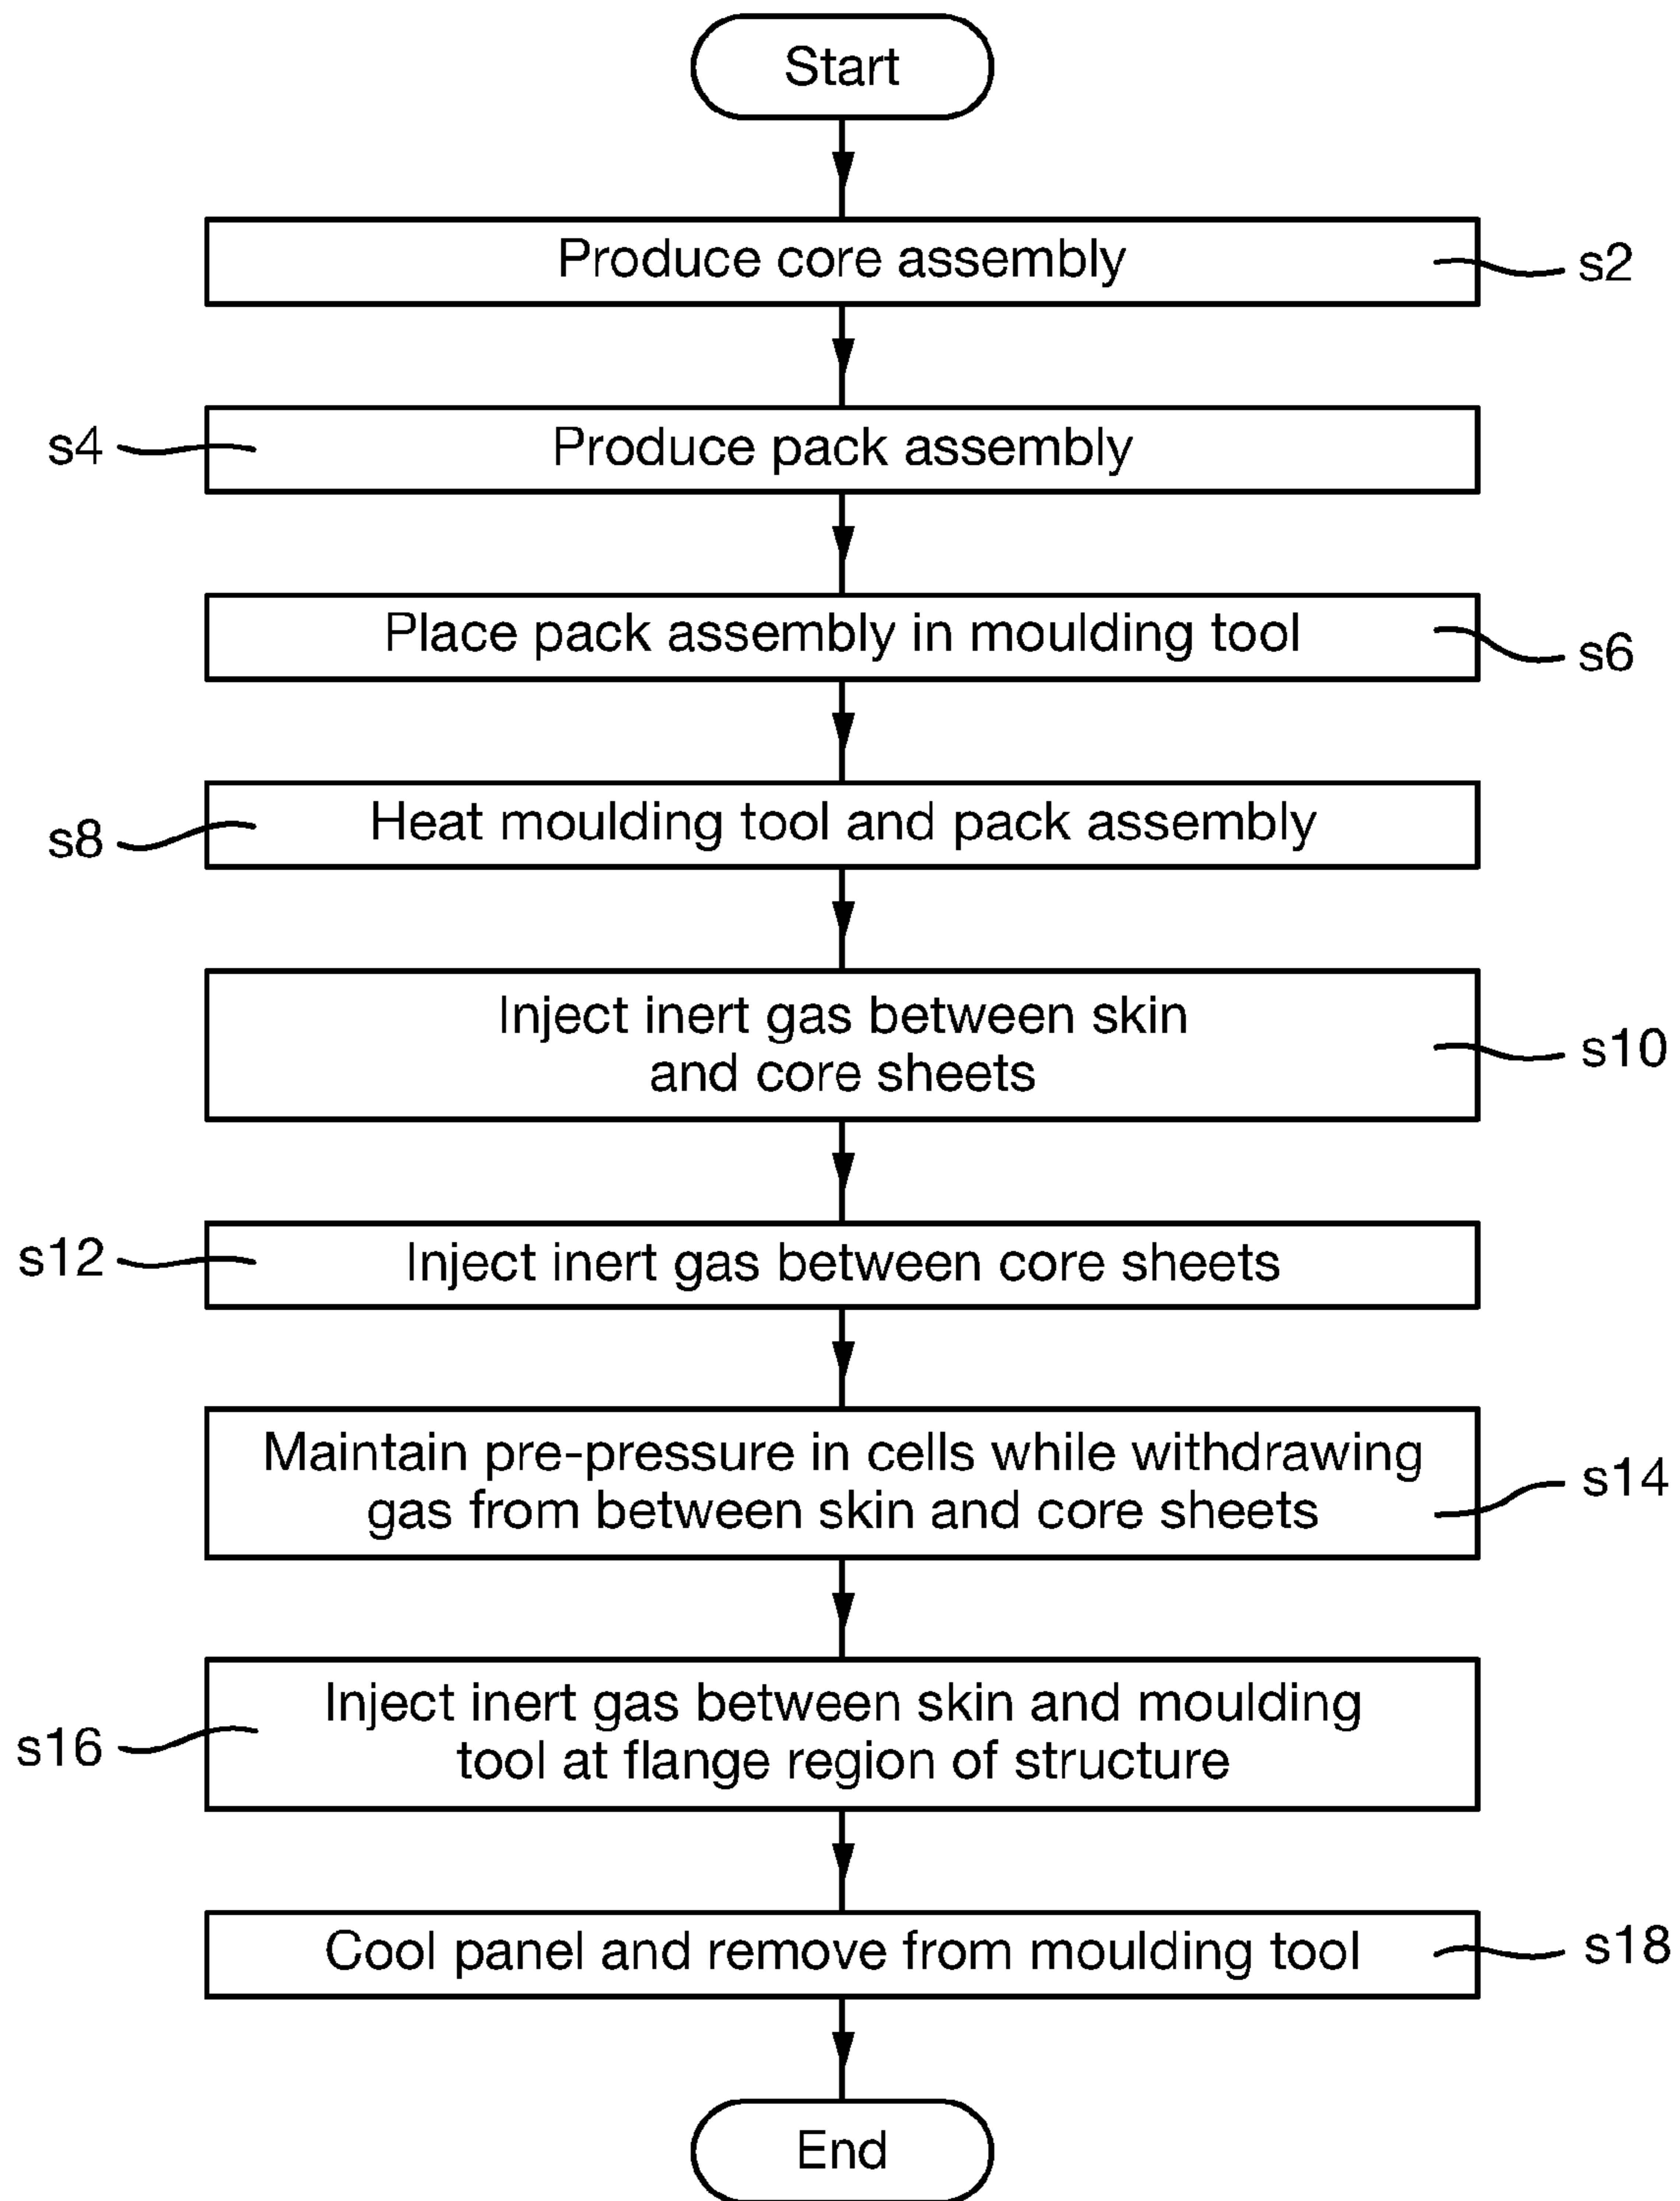 Start
Produce core assembly
s2
s4
Produce pack assembly
Place pack assembly in moulding tool
s6
s8
Heat moulding tool and pack assembly
Inject inert gas between skin
and core sheets
s10
s12
Inject inert gas between core sheets
Maintain pre-pressure in cells while withdrawing
gas from between skin and core sheets
s14
s16
Inject inert gas between skin and moulding
tool at flange region of structure
Cool panel and remove from moulding tool
s18
End